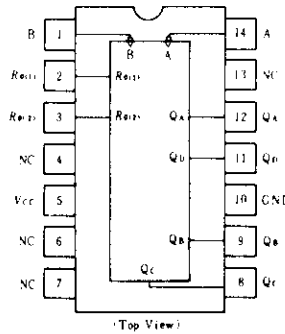 B 1 14 A
B A
R0(1) 2 R0(1) 13 NC
R0(2) 3 R0(2) QA 12 QA
NC 4 QD 11 QD
Vcc 5 10 GND
NC 6 QB 9 QB
QC
NC 7 8 QC
(Top View)